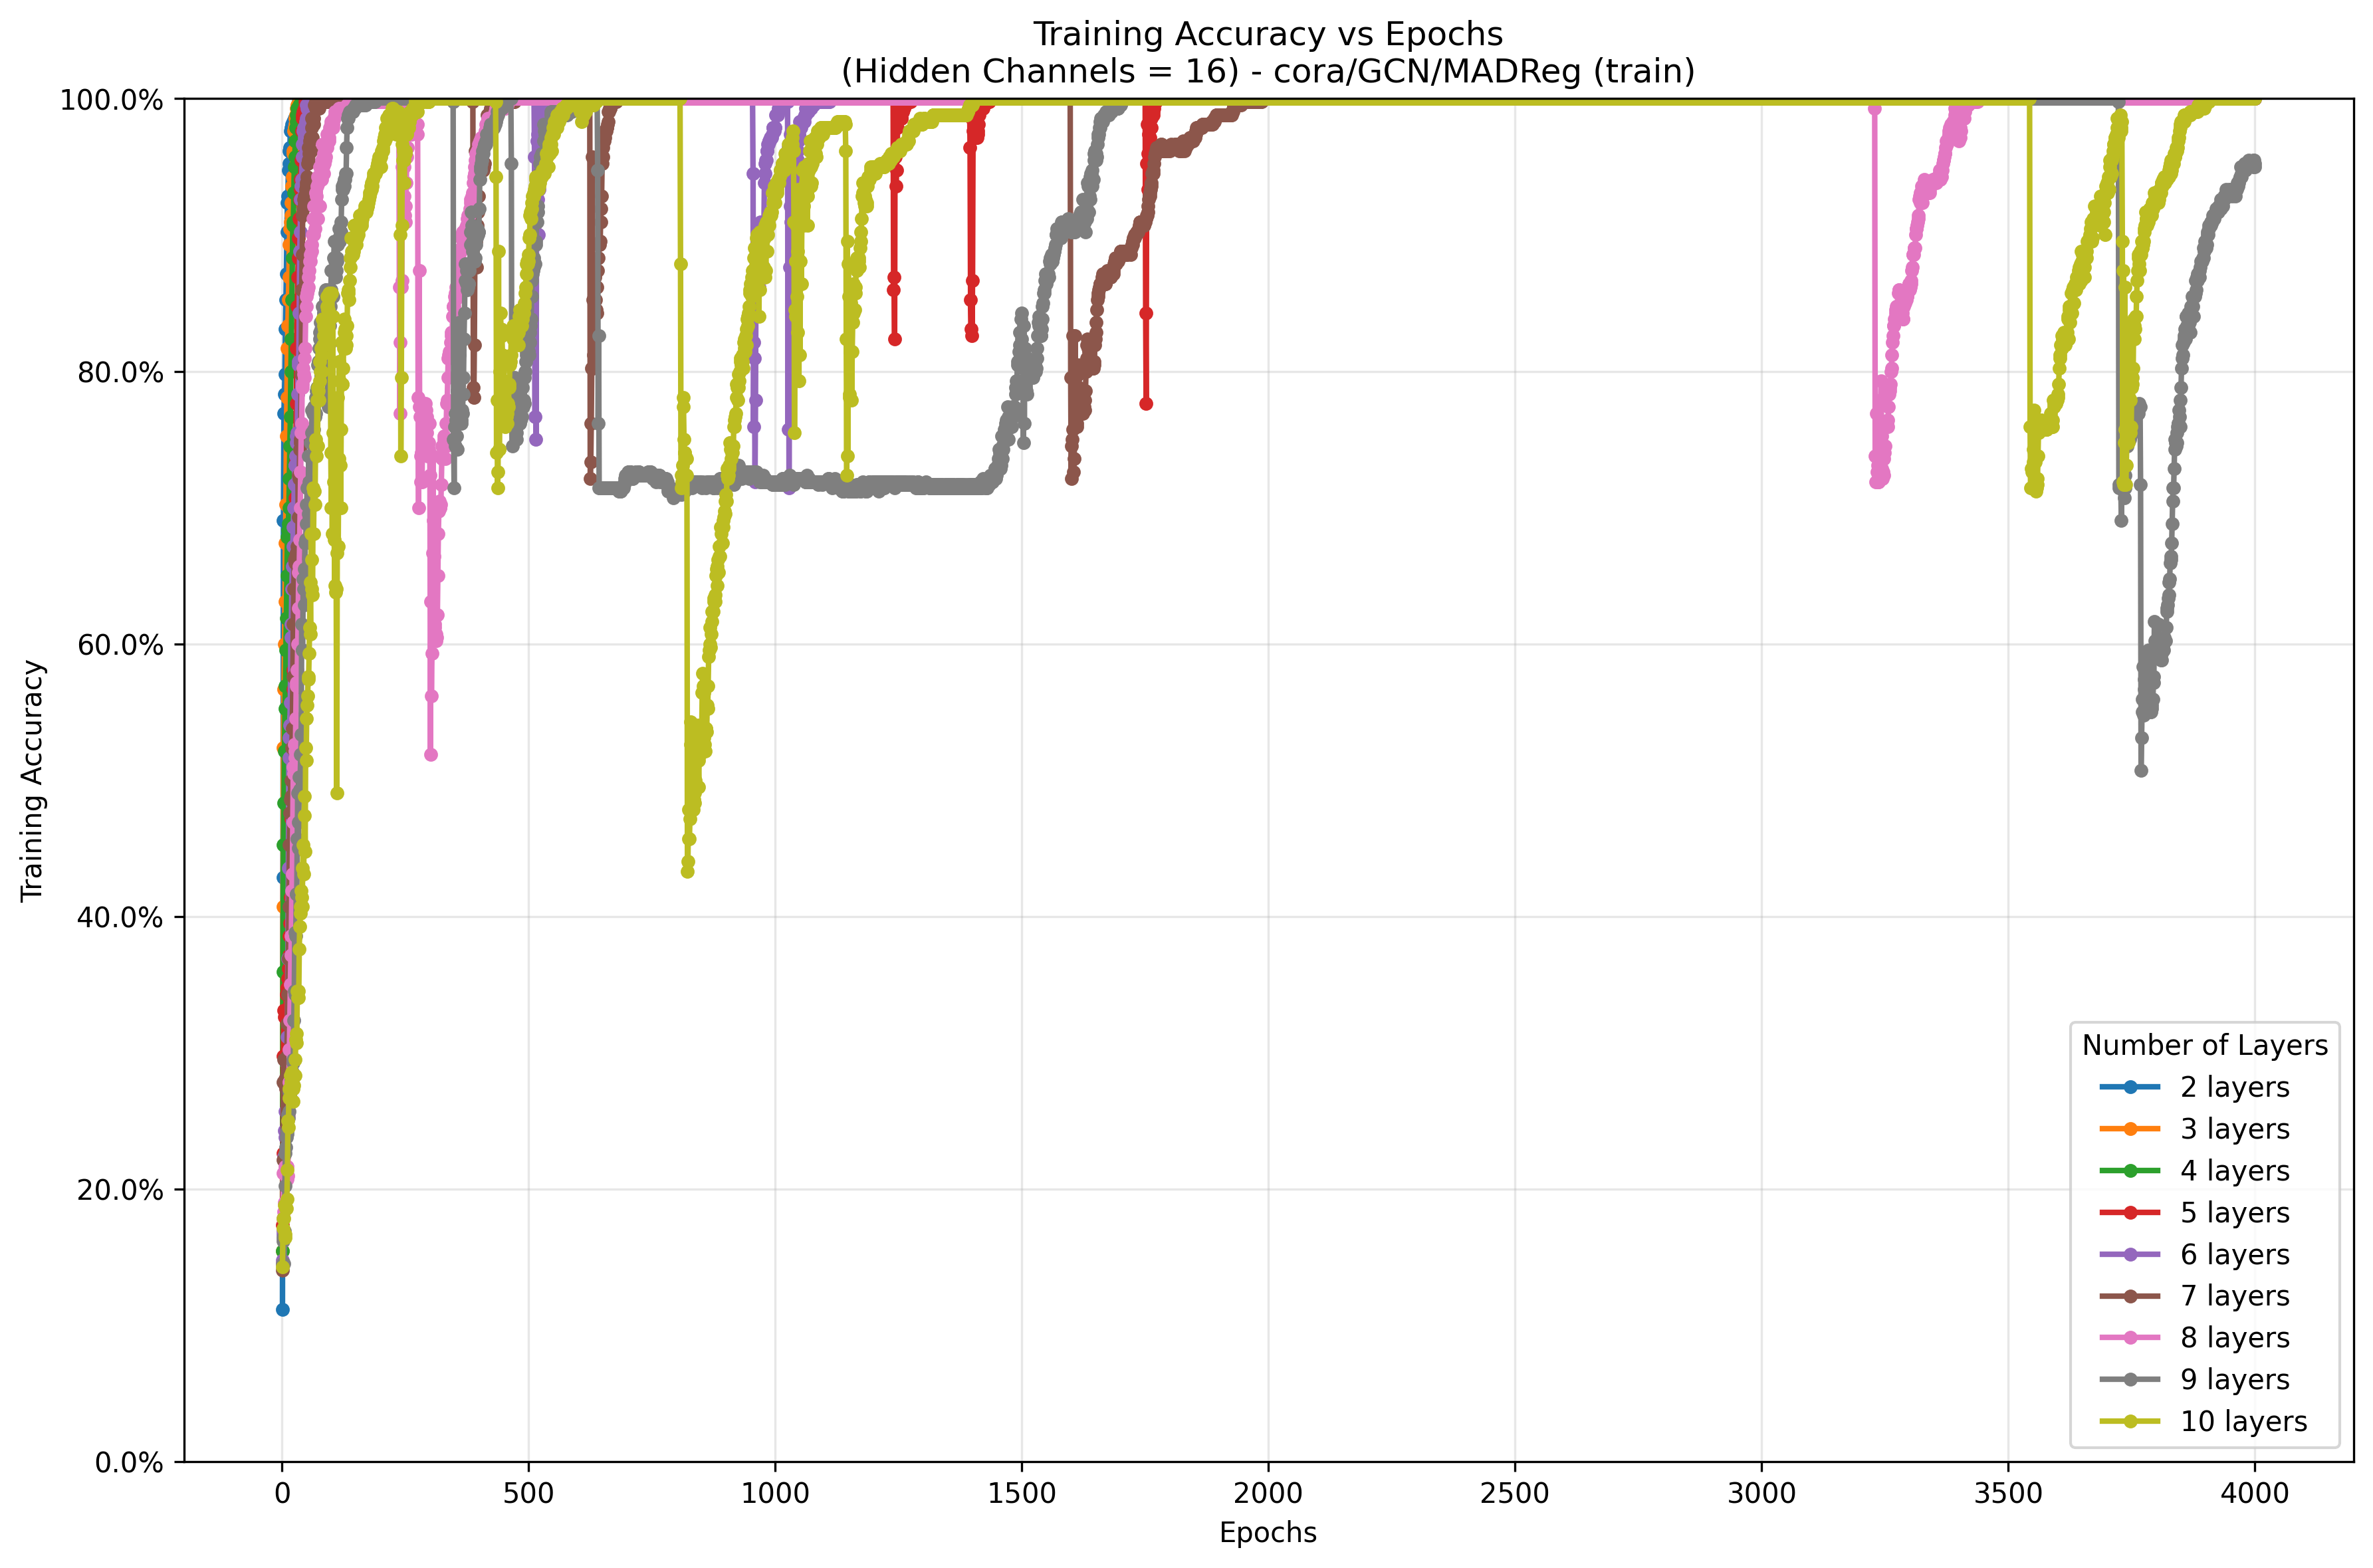 Training Accuracy vs Epochs
(Hidden Channels = 16) - cora/GCN/MADReg (train)
100.0%
80.0%
60.0%
40.0%
20.0%
0.0%
Training Accuracy
0 500 1000 1500 2000 2500 3000 3500 4000
Epochs
Number of Layers
2 layers
3 layers
4 layers
5 layers
6 layers
7 layers
8 layers
9 layers
10 layers